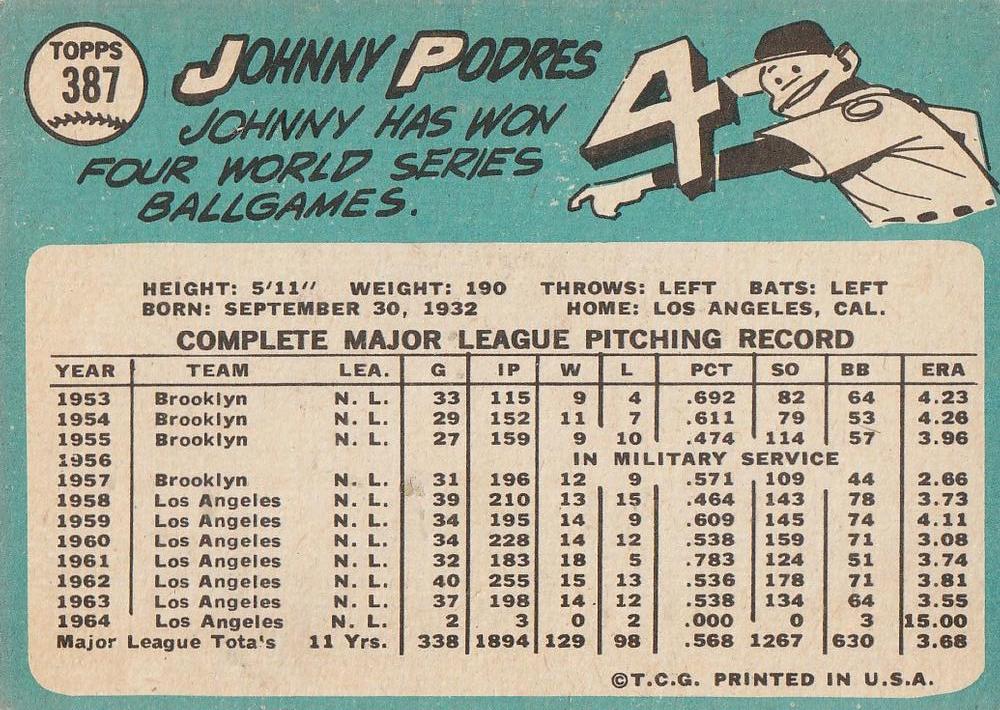 TOPPS
387
JOHNNY PODRES
JOHNNY HAS WON
FOUR WORLD SERIES
BALLGAMES.
4
HEIGHT: 5'11" WEIGHT: 190 THROWS: LEFT BATS: LEFT
BORN: SEPTEMBER 30, 1932 HOME: LOS ANGELES, CAL.
COMPLETE MAJOR LEAGUE PITCHING RECORD
YEAR TEAM LEA. G IP W L PCT SO BB ERA
1953 Brooklyn N. L. 33 115 9 4 .692 82 64 4.23
1954 Brooklyn N. L. 29 152 11 7 .611 79 53 4.26
1955 Brooklyn N. L. 27 159 9 10 .474 114 57 3.96
1956 IN MILITARY SERVICE
1957 Brooklyn N. L. 31 196 12 9 .571 109 44 2.66
1958 Los Angeles N. L. 39 210 13 15 .464 143 78 3.73
1959 Los Angeles N. L. 34 195 14 9 .609 145 74 4.11
1960 Los Angeles N. L. 34 228 14 12 .538 159 71 3.08
1961 Los Angeles N. L. 32 183 18 5 .783 124 51 3.74
1962 Los Angeles N. L. 40 255 15 13 .536 178 71 3.81
1963 Los Angeles N. L. 37 198 14 12 .538 134 64 3.55
1964 Los Angeles N. L. 2 3 0 2 .000 0 3 15.00
Major League Tota's 11 Yrs. 338 1894 129 98 .568 1267 630 3.68
©T.C.G. PRINTED IN U.S.A.